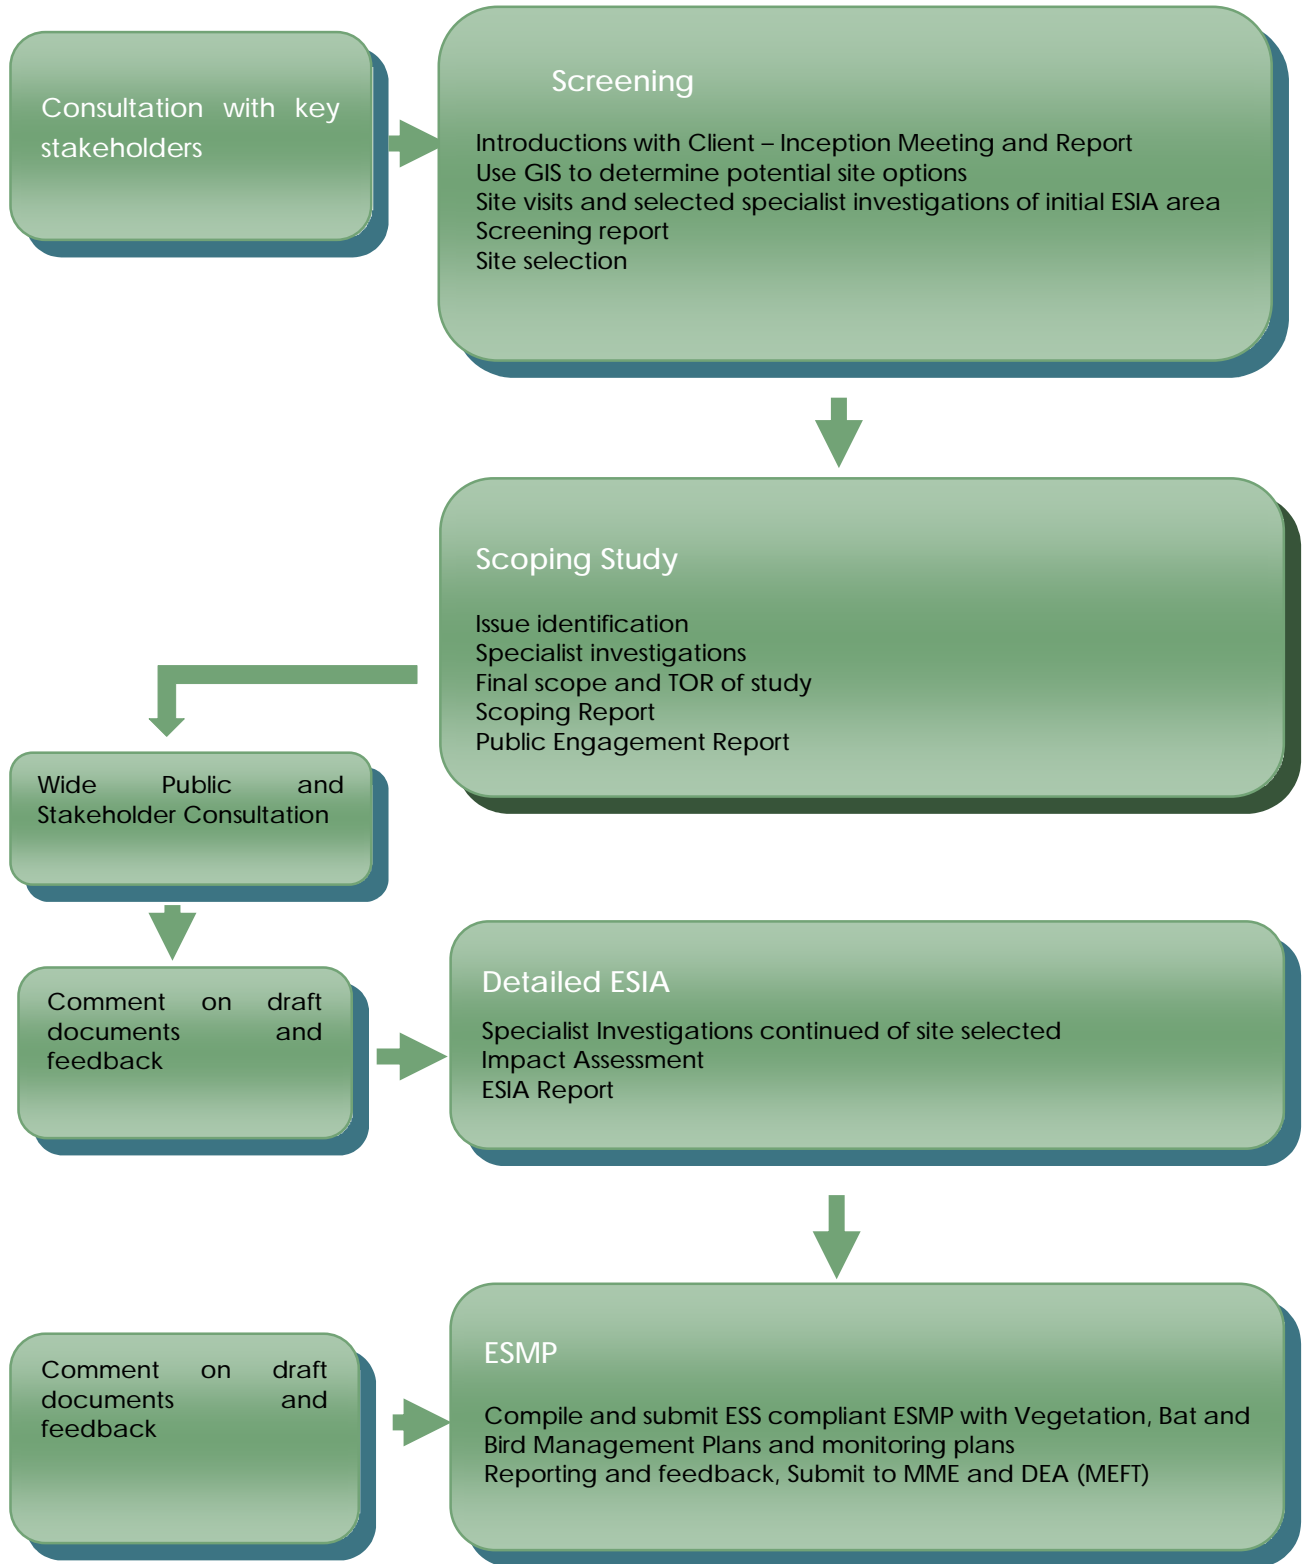 Consultation with key
stakeholders
Screening
Introductions with Client – Inception Meeting and Report
Use GIS to determine potential site options
Site visits and selected specialist investigations of initial ESIA area
Screening report
Site selection
Scoping Study
Issue identification
Specialist investigations
Final scope and TOR of study
Scoping Report
Public Engagement Report
Wide Public and
Stakeholder Consultation
Comment on draft
documents and
feedback
Detailed ESIA
Specialist Investigations continued of site selected
Impact Assessment
ESIA Report
Comment on draft
documents and
feedback
ESMP
Compile and submit ESS compliant ESMP with Vegetation, Bat and
Bird Management Plans and monitoring plans
Reporting and feedback, Submit to MME and DEA (MEFT)